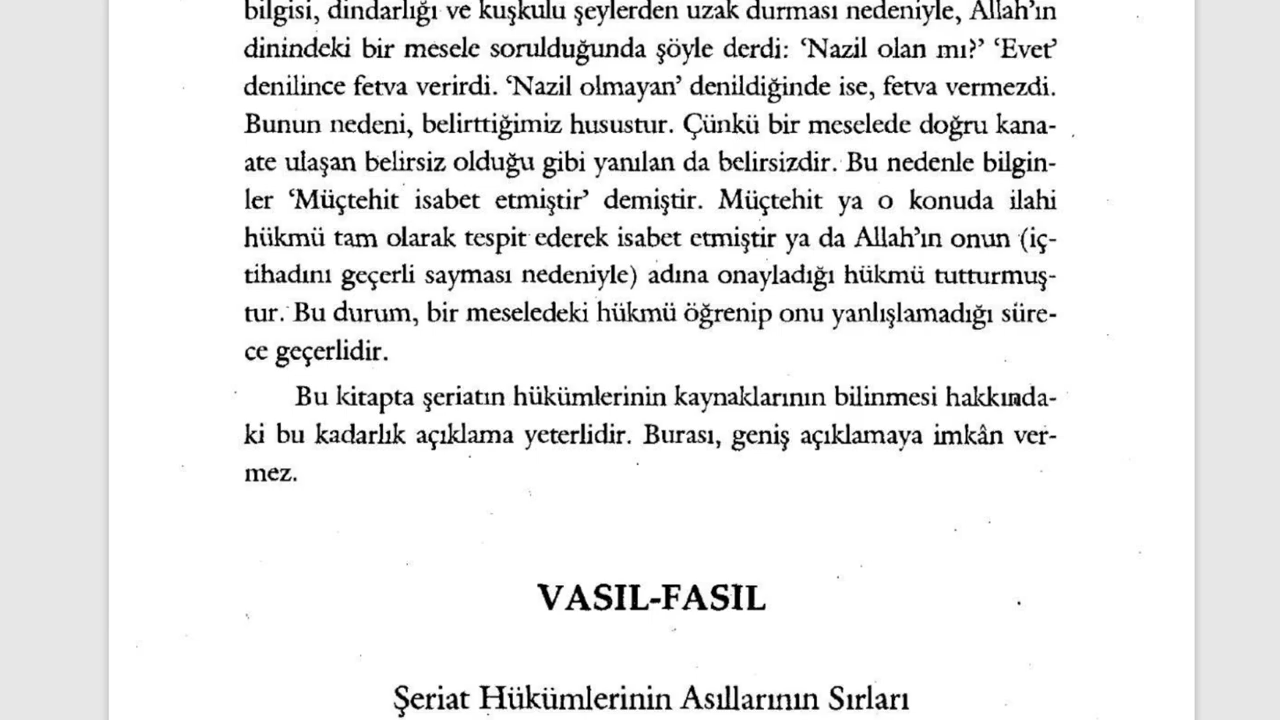 bilgisi, dindarlığı ve kuşkulu şeylerden uzak durması nedeniyle, Allah'ın
dinindeki bir mesele sorulduğunda şöyle derdi: 'Nazil olan mı?' 'Evet'
denilince fetva verirdi. 'Nazil olmayan' denildiğinde ise, fetva vermezdi.
Bunun nedeni, belirttiğimiz husustur. Çünkü bir meselede doğru kana-
ate ulaşan belirsiz olduğu gibi yanılan da belirsizdir. Bu nedenle bilgin-
ler 'Müçtehit isabet etmiştir' demiştir. Müçtehit ya o konuda ilahi
hükmü tam olarak tespit ederek isabet etmiştir ya da Allah'ın onun (iç-
tihadını geçerli sayması nedeniyle) adına onayladığı hükmü tutturmuş-
tur. Bu durum, bir meseledeki hükmü öğrenip onu yanlışlamadığı süre-
ce geçerlidir.
Bu kitapta şeriatın hükümlerinin kaynaklarının bilinmesi hakkında-
ki bu kadarlık açıklama yeterlidir. Burası, geniş açıklamaya imkân ver-
mez.
VASIL-FASIL
Şeriat Hükümlerinin Asıllarının Sırları